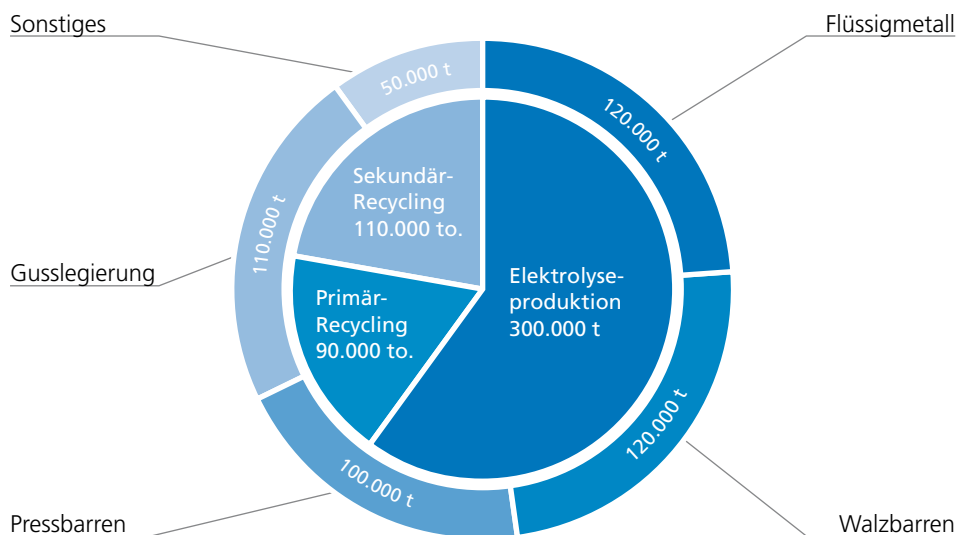 Sonstiges
Flüssigmetall
50.000 t
120.000 t
Sekundär-
Recycling
110.000 to.
110.000 t
Elektrolyse-
produktion
300.000 t
Gusslegierung
Primär-
Recycling
90.000 to.
120.000 t
100.000 t
Pressbarren
Walzbarren